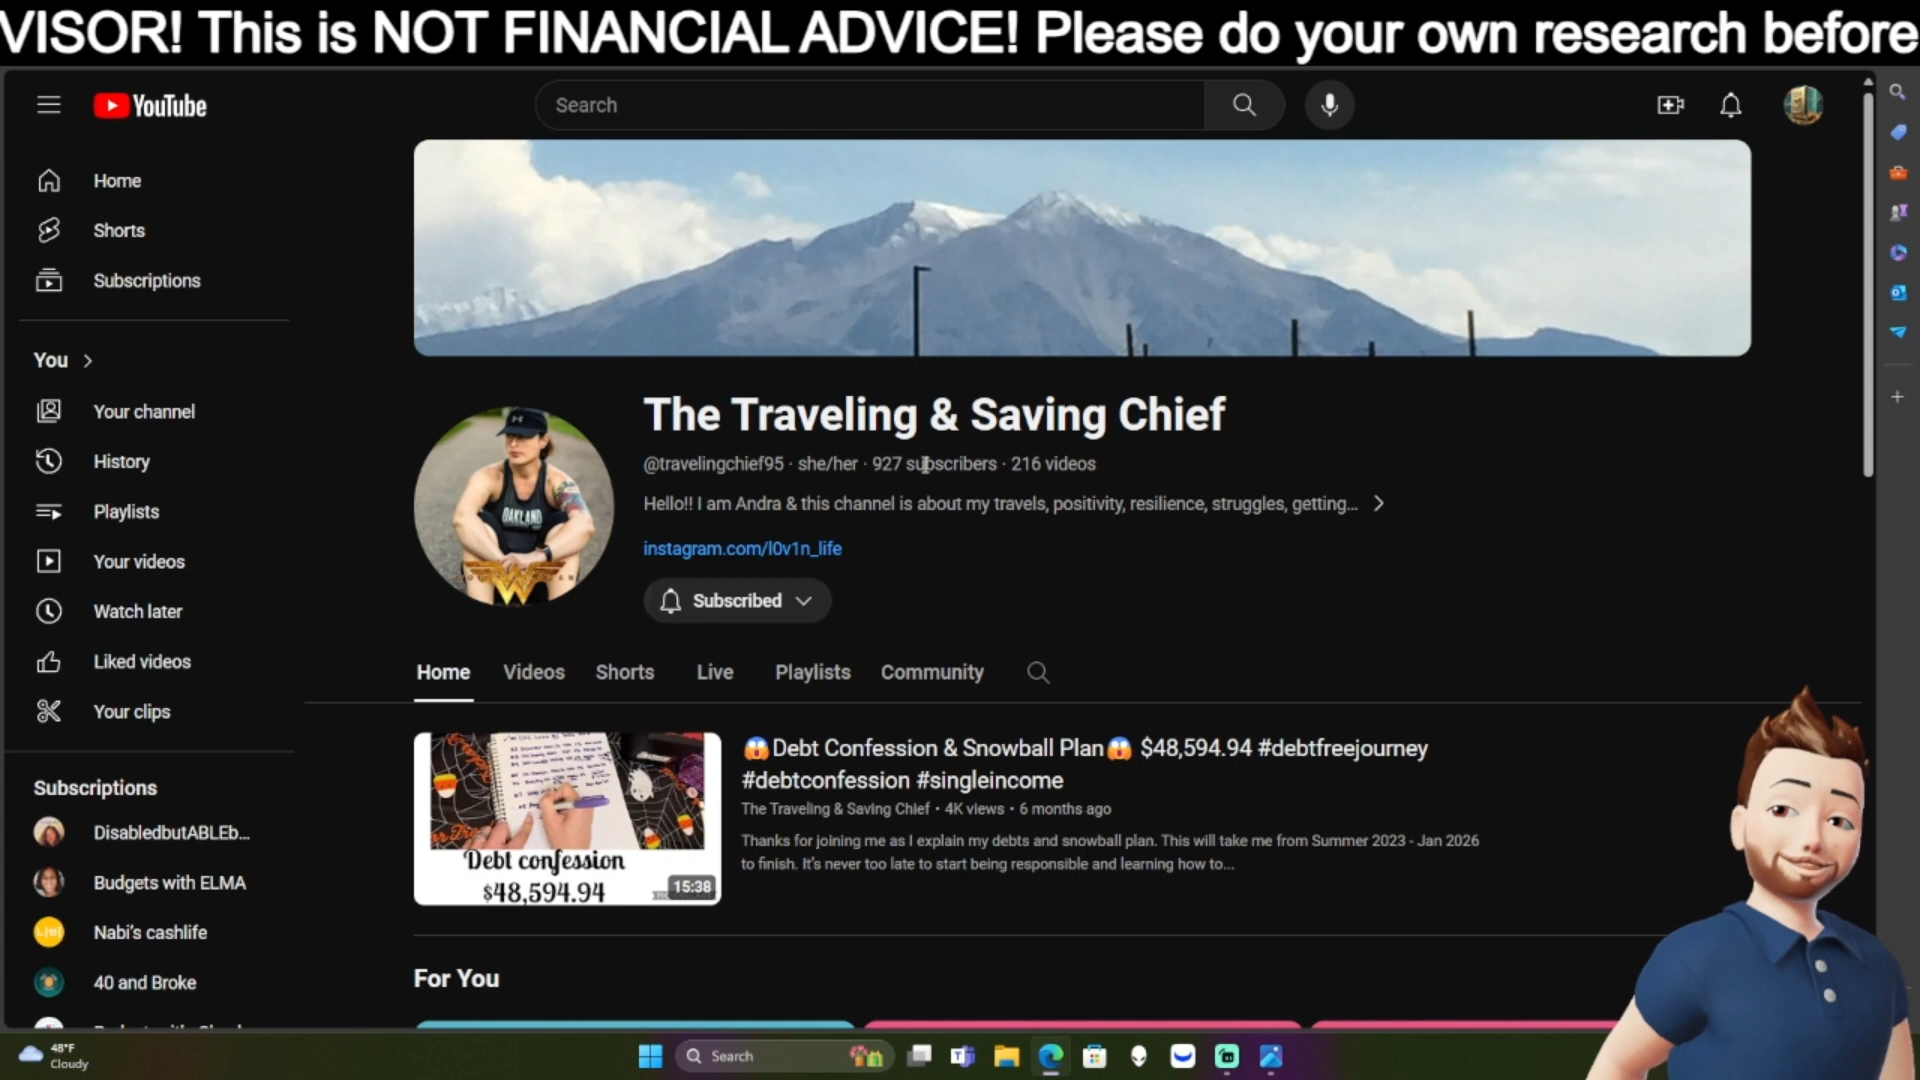 VISOR! This is NOT FINANCIAL ADVICE! Please do your own research before
YouTube
Search
Home
Shorts
Subscriptions
You
Your channel
History
Playlists
Your videos
Watch later
Liked videos
Your clips
Subscriptions
DisabledbutABLEb...
Budgets with ELMA
Nabi's cashlife
40 and Broke
The Traveling & Saving Chief
@travelingchief95 · she/her · 927 subscribers · 216 videos
Hello!! I am Andra & this channel is about my travels, positivity, resilience, struggles, getting...
instagram.com/l0v1n_life
Subscribed
OAKLAND
Home Videos Shorts Live Playlists Community
😱Debt Confession & Snowball Plan😱 $48,594.94 #debtfreejourney
#debtconfession #singleincome
The Traveling & Saving Chief • 4K views • 6 months ago
Thanks for joining me as I explain my debts and snowball plan. This will take me from Summer 2023 - Jan 2026
to finish. It's never too late to start being responsible and learning how to...
Debt confession
$48,594.94
15:38
For You
48°F
Cloudy
Search